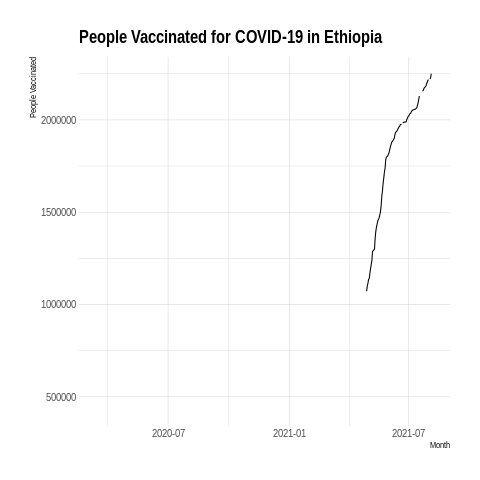 People Vaccinated for COVID-19 in Ethiopia
People Vaccinated
2000000
1500000
1000000
500000
2020-07 2021-01 2021-07
Month